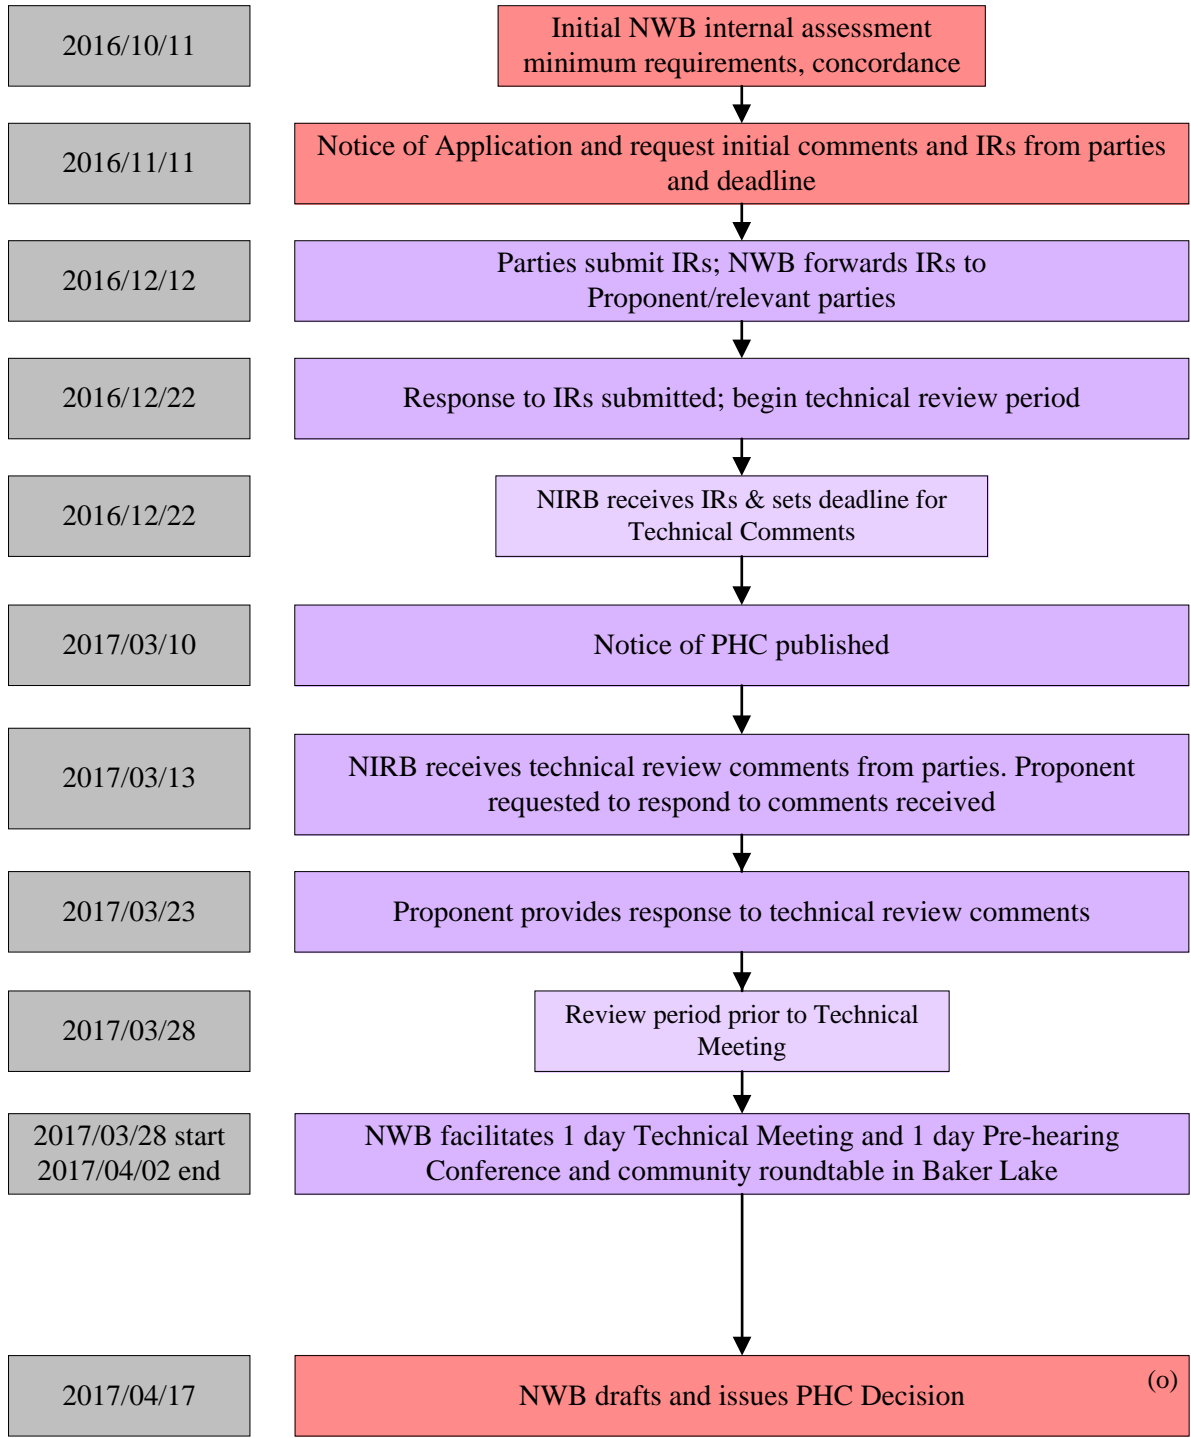 2016/10/11
Initial NWB internal assessment
minimum requirements, concordance
2016/11/11
Notice of Application and request initial comments and IRs from parties
and deadline
2016/12/12
Parties submit IRs; NWB forwards IRs to
Proponent/relevant parties
2016/12/22
Response to IRs submitted; begin technical review period
2016/12/22
NIRB receives IRs & sets deadline for
Technical Comments
2017/03/10
Notice of PHC published
2017/03/13
NIRB receives technical review comments from parties. Proponent
requested to respond to comments received
2017/03/23
Proponent provides response to technical review comments
2017/03/28
Review period prior to Technical
Meeting
2017/03/28 start
2017/04/02 end
NWB facilitates 1 day Technical Meeting and 1 day Pre-hearing
Conference and community roundtable in Baker Lake
2017/04/17
NWB drafts and issues PHC Decision
(o)